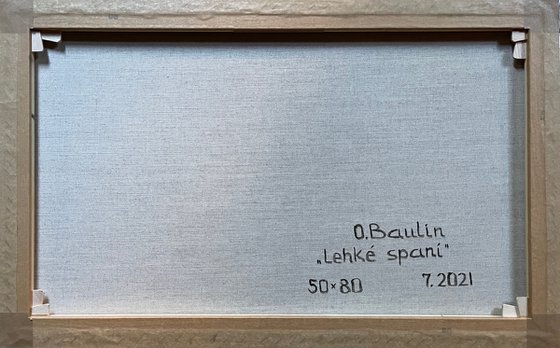 O.Baulin
„Lehké spaní"
50×80 7.2021